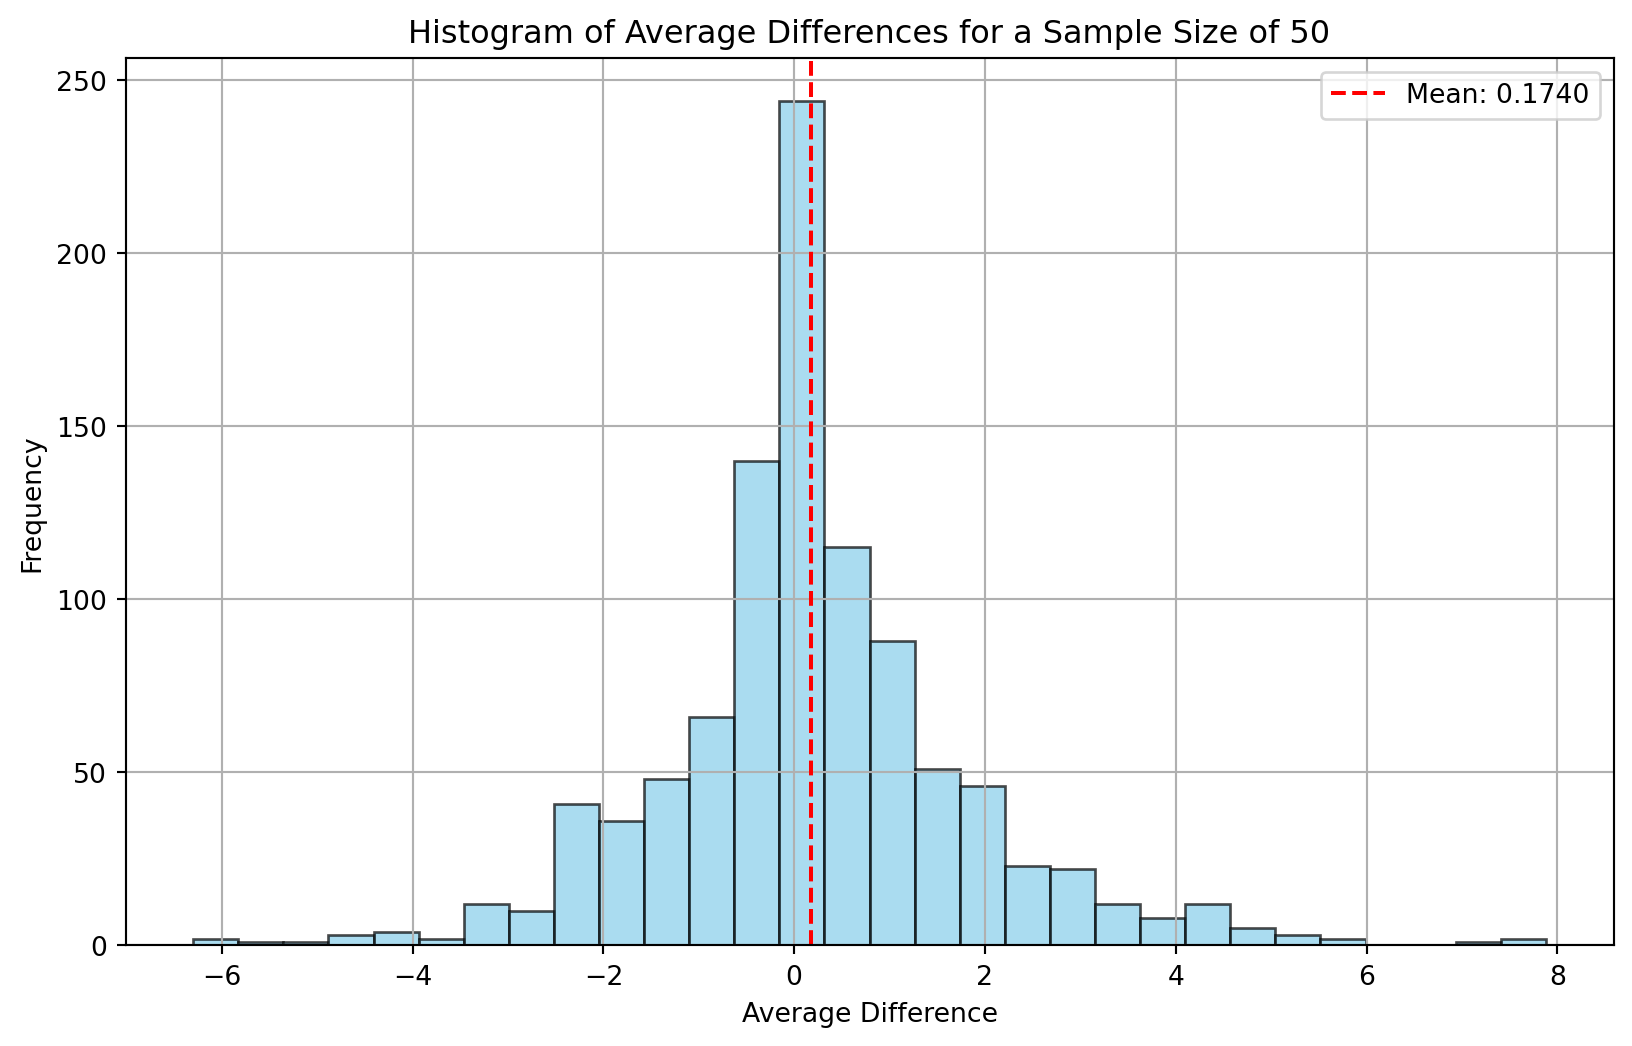 Histogram of Average Differences for a Sample Size of 50
Mean: 0.1740
250
200
150
100
50
0
Frequency
−6 −4 −2 0 2 4 6 8
Average Difference